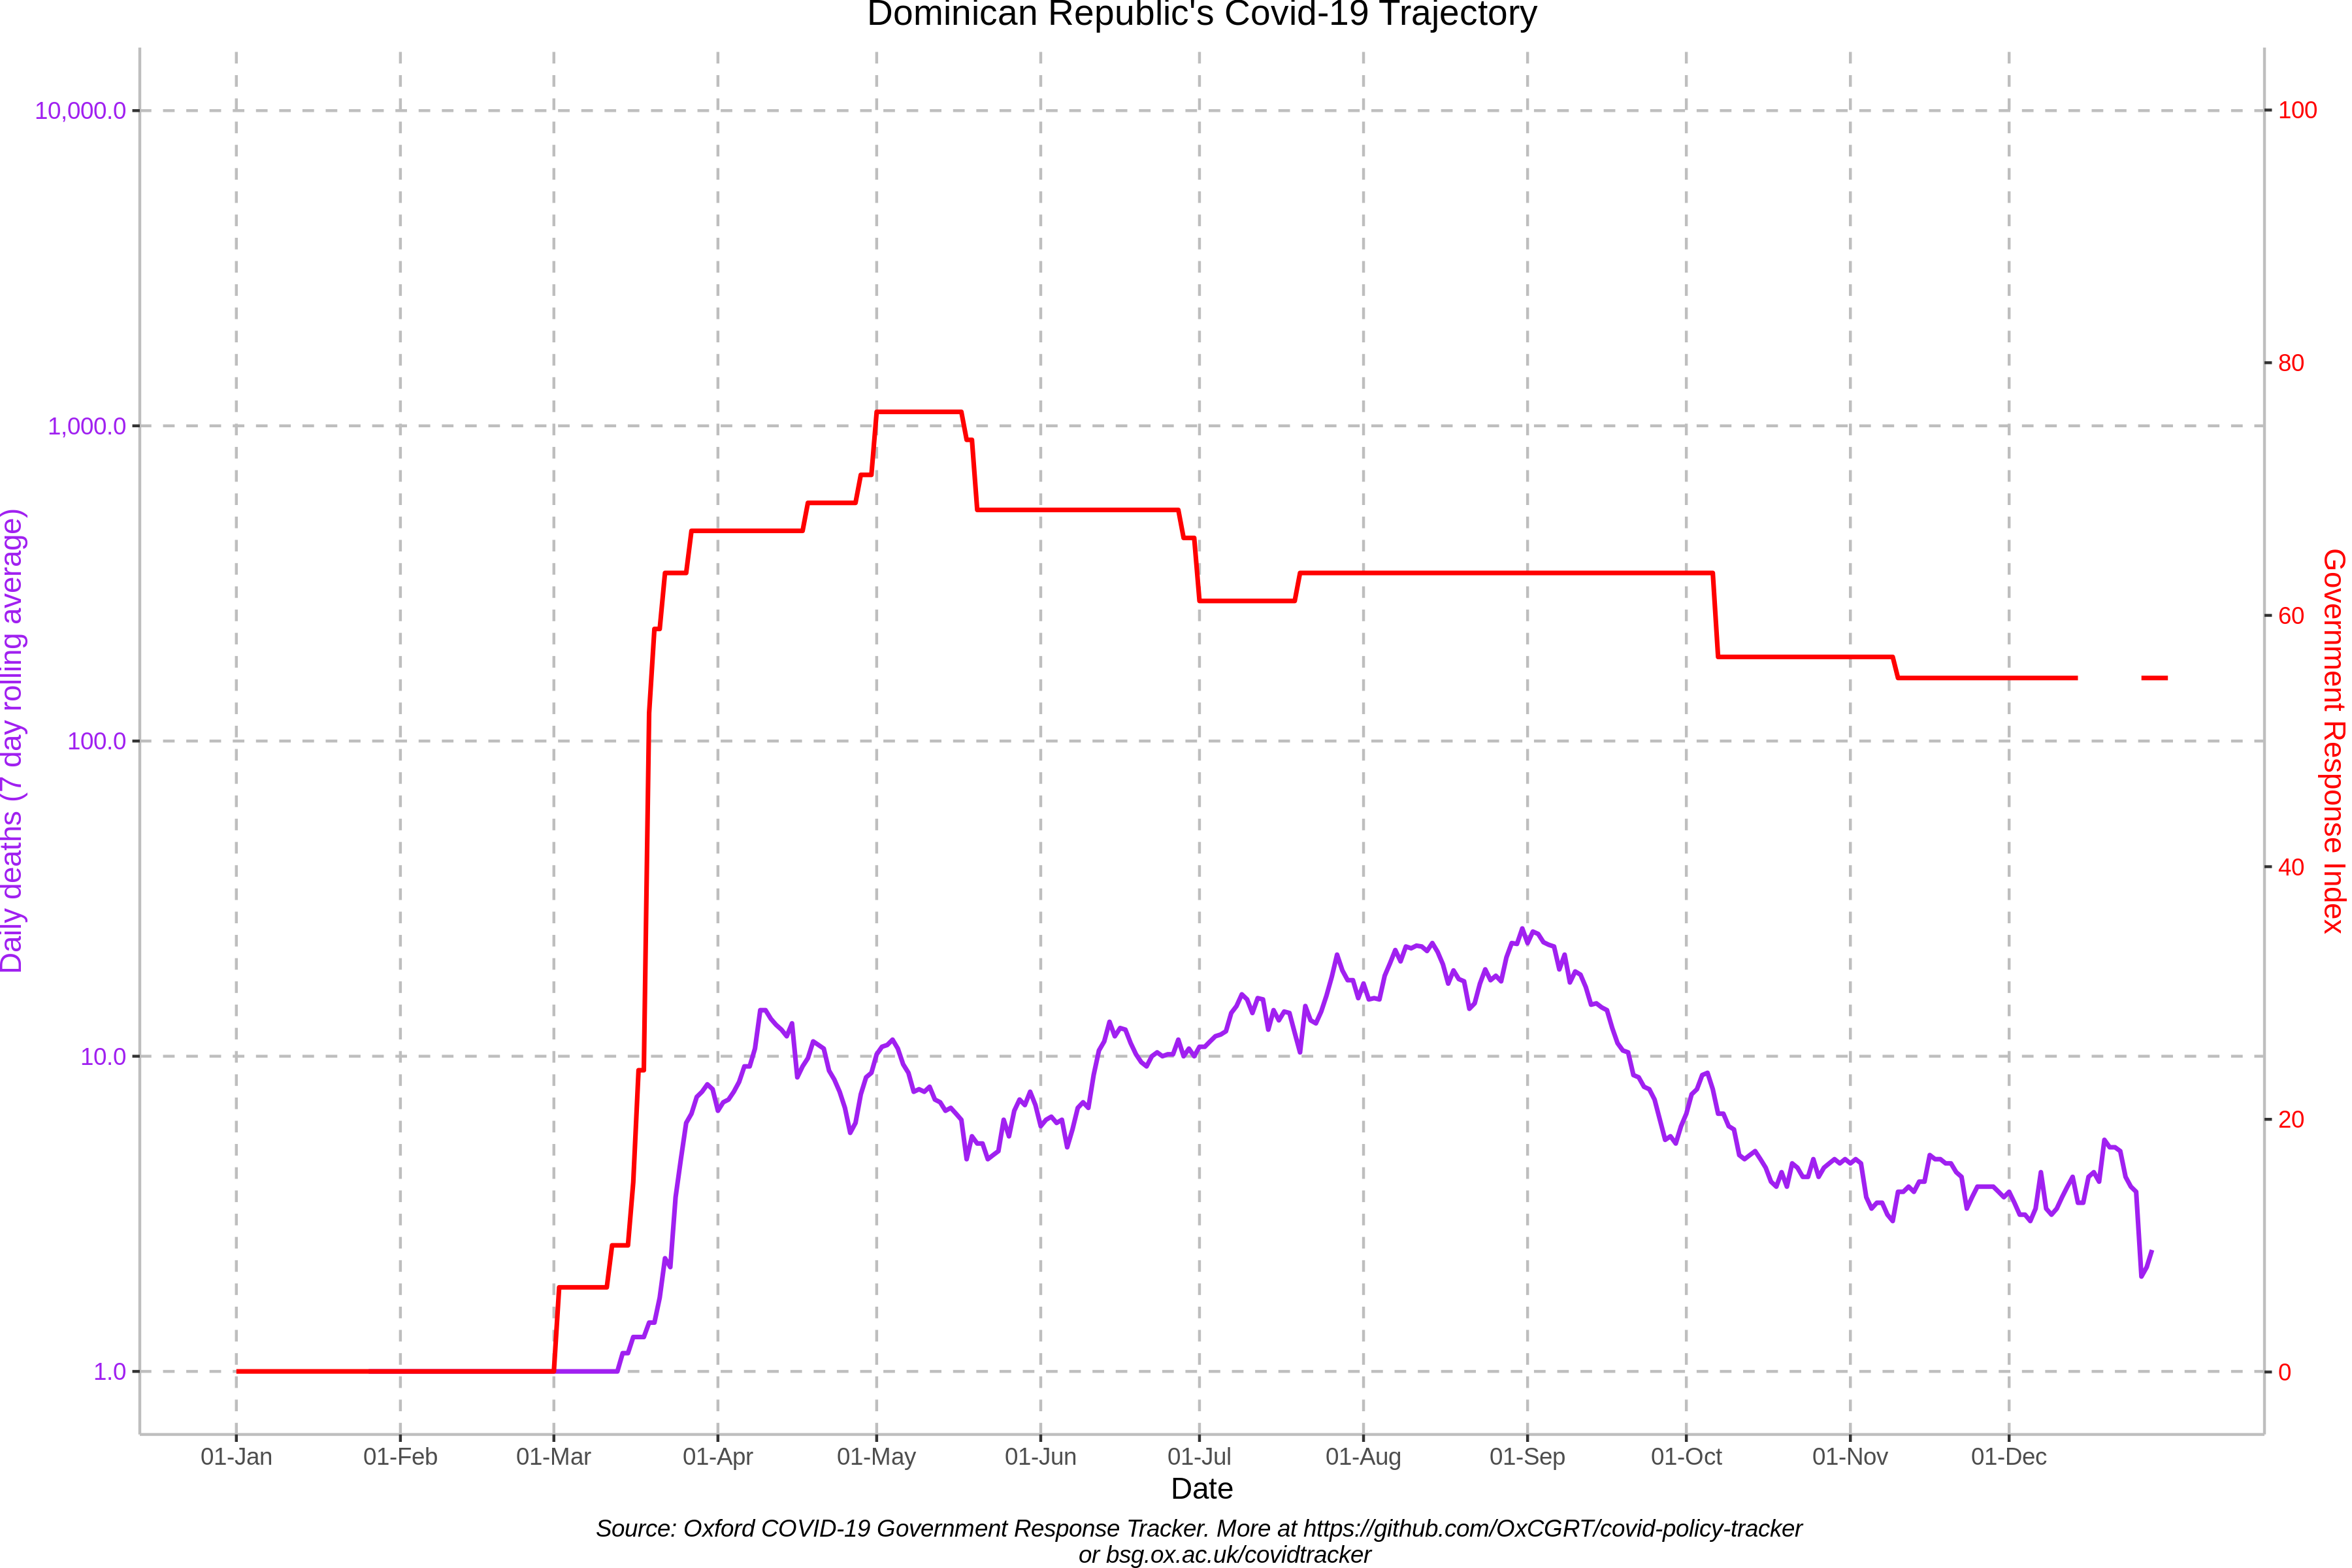 Dominican Republic's Covid-19 Trajectory
10,000.0
1,000.0
100.0
10.0
1.0
Daily deaths (7 day rolling average)
100
80
60
40
20
0
Government Response Index
01-Jan
01-Feb
01-Mar
01-Apr
01-May
01-Jun
01-Jul
01-Aug
01-Sep
01-Oct
01-Nov
01-Dec
Date
Source: Oxford COVID-19 Government Response Tracker. More at https://github.com/OxCGRT/covid-policy-tracker
or bsg.ox.ac.uk/covidtracker